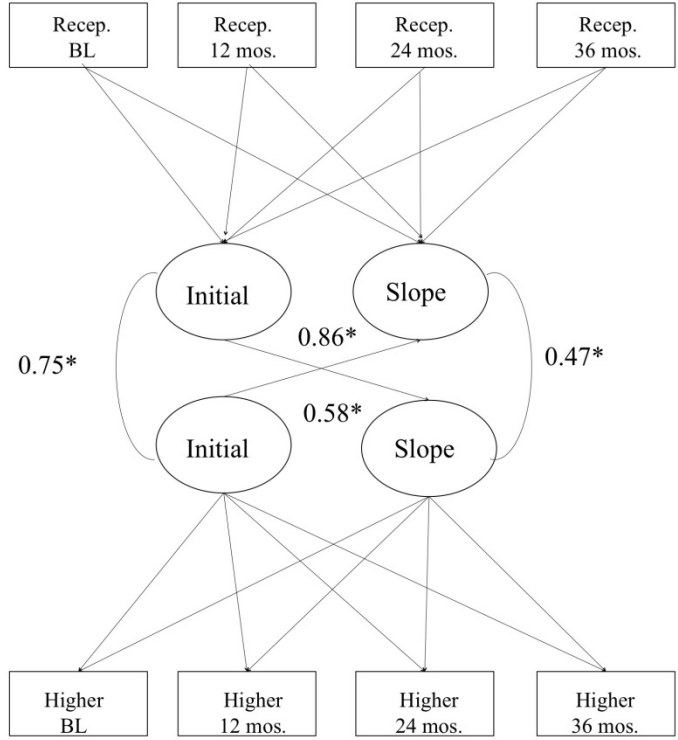 Recep.
BL
Recep.
12 mos.
Recep.
24 mos.
Recep.
36 mos.
Initial
Slope
0.86*
0.75*
0.47*
0.58*
Initial
Slope
Higher
BL
Higher
12 mos.
Higher
24 mos.
Higher
36 mos.